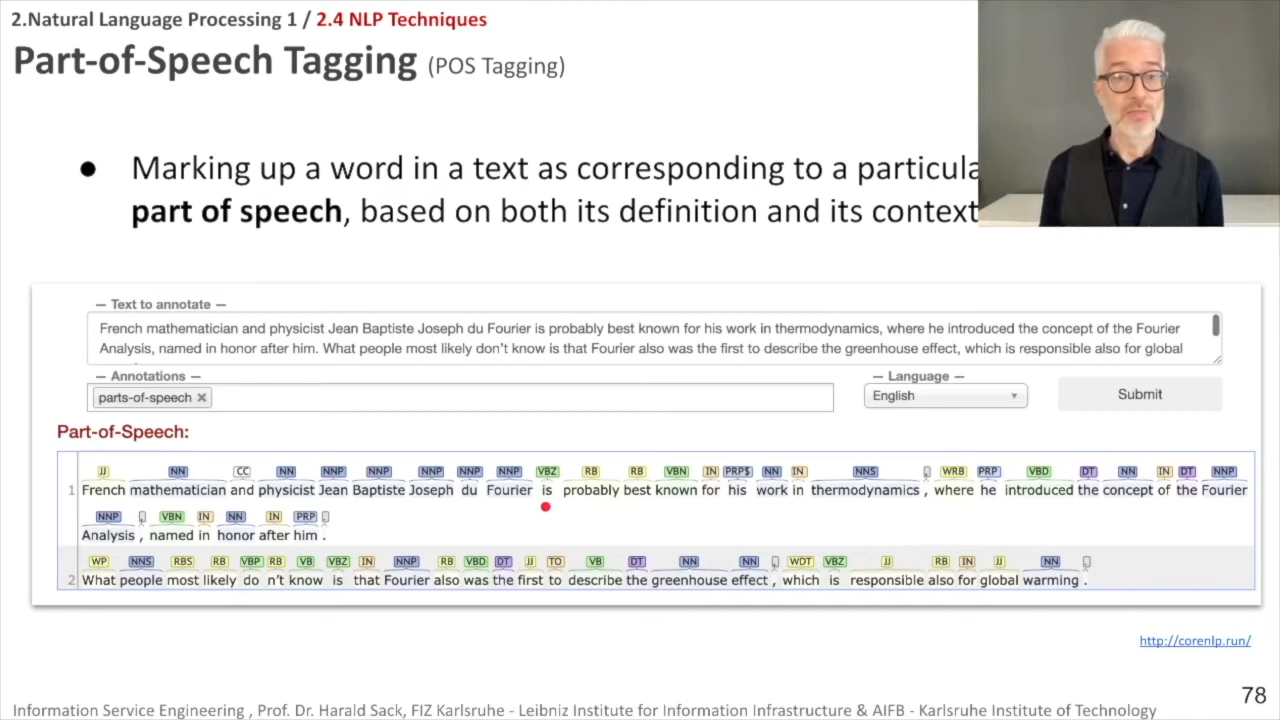 2.Natural Language Processing 1 / 2.4 NLP Techniques
Part-of-Speech Tagging (POS Tagging)
● Marking up a word in a text as corresponding to a particula
part of speech, based on both its definition and its context
— Text to annotate —
French mathematician and physicist Jean Baptiste Joseph du Fourier is probably best known for his work in thermodynamics, where he introduced the concept of the Fourier
Analysis, named in honor after him. What people most likely don't know is that Fourier also was the first to describe the greenhouse effect, which is responsible also for global
— Annotations — — Language —
parts-of-speech × English ▼ Submit
Part-of-Speech:
JJ NN CC NN NNP NNP NNP NNP NNP VBZ RB RB VBN IN PRP$ NN IN NNS , WRB PRP VBD DT NN IN DT NNP
1 French mathematician and physicist Jean Baptiste Joseph du Fourier is probably best known for his work in thermodynamics , where he introduced the concept of the Fourier
NNP , VBN IN NN IN PRP .
Analysis , named in honor after him .
WP NNS RBS RB VBP RB VB VBZ IN NNP RB VBD DT JJ TO VB DT NN NN , WDT VBZ JJ RB IN JJ NN .
2 What people most likely do n't know is that Fourier also was the first to describe the greenhouse effect , which is responsible also for global warming .
http://corenlp.run/
78
Information Service Engineering , Prof. Dr. Harald Sack, FIZ Karlsruhe - Leibniz Institute for Information Infrastructure & AIFB - Karlsruhe Institute of Technology